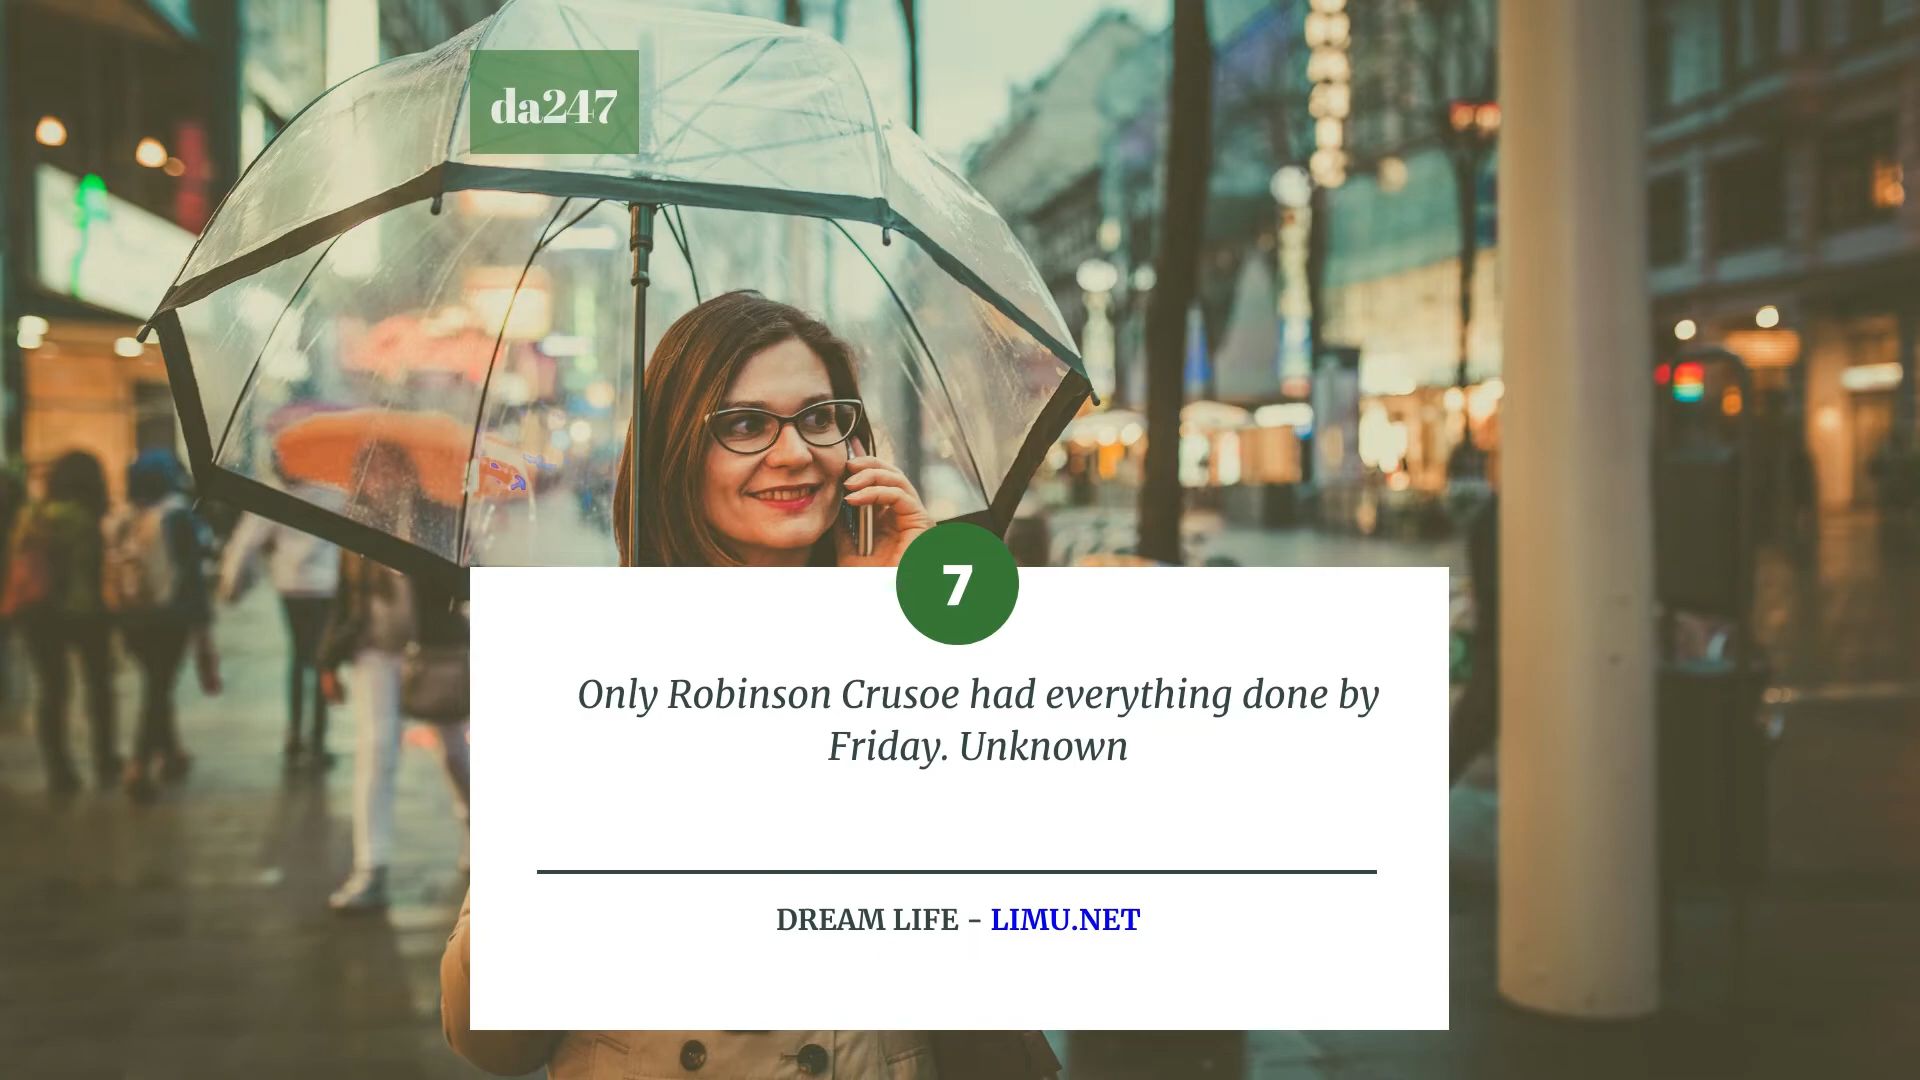 da247
7
Only Robinson Crusoe had everything done by
Friday. Unknown
DREAM LIFE - LIMU.NET